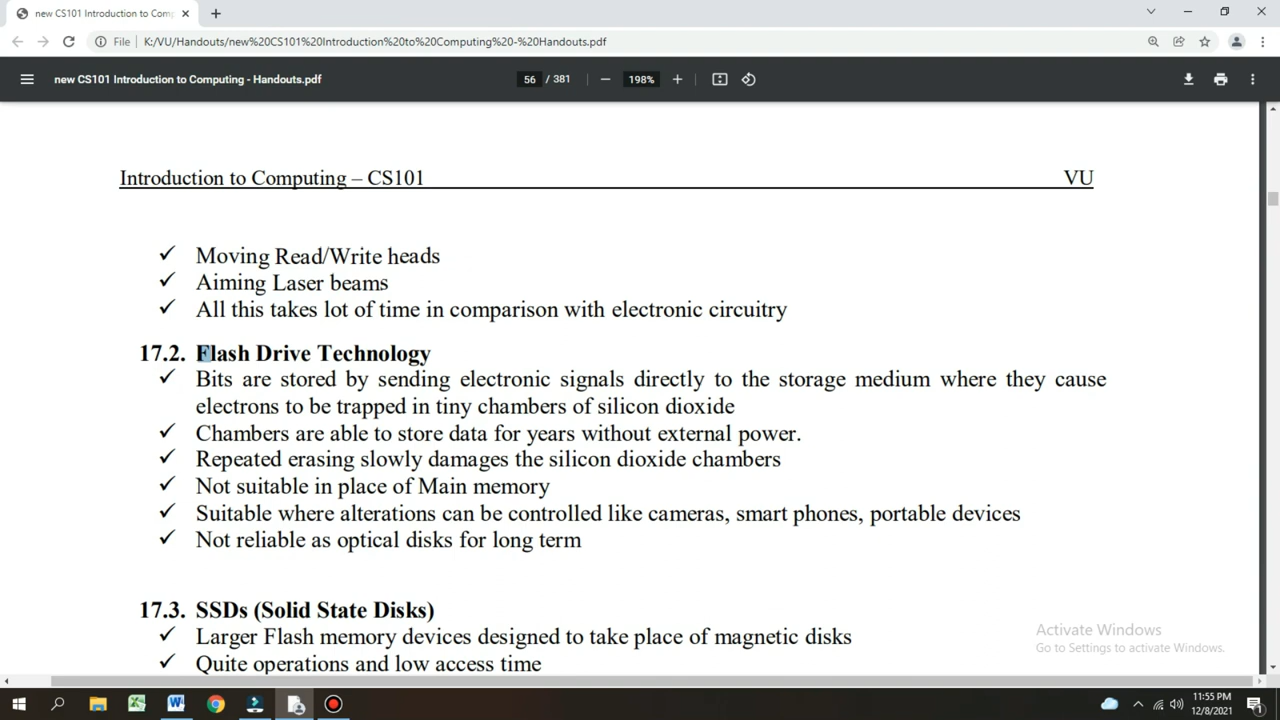 new CS101 Introduction to Comp
File K:/VU/Handouts/new%20CS101%20Introduction%20to%20Computing%20-%20Handouts.pdf
new CS101 Introduction to Computing - Handouts.pdf 56 / 381 198%
Introduction to Computing – CS101 VU
✓ Moving Read/Write heads
✓ Aiming Laser beams
✓ All this takes lot of time in comparison with electronic circuitry
17.2. Flash Drive Technology
✓ Bits are stored by sending electronic signals directly to the storage medium where they cause
electrons to be trapped in tiny chambers of silicon dioxide
✓ Chambers are able to store data for years without external power.
✓ Repeated erasing slowly damages the silicon dioxide chambers
✓ Not suitable in place of Main memory
✓ Suitable where alterations can be controlled like cameras, smart phones, portable devices
✓ Not reliable as optical disks for long term
17.3. SSDs (Solid State Disks)
✓ Larger Flash memory devices designed to take place of magnetic disks
✓ Quite operations and low access time
Activate Windows
Go to Settings to activate Windows.
11:55 PM
12/8/2021